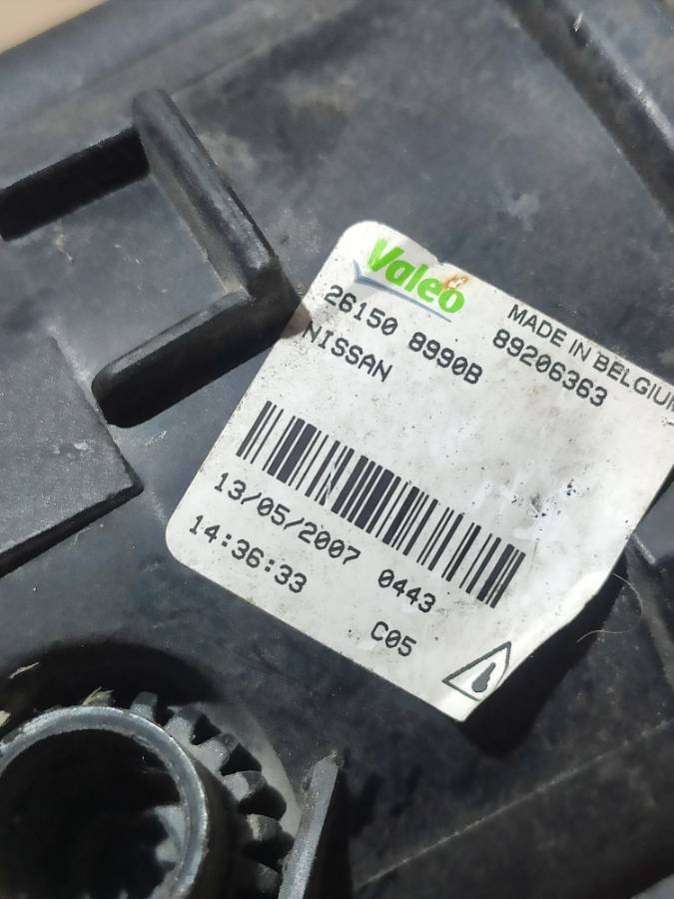 Valeo
MADE IN BELGIUM
26150 8990B
89206363
NISSAN
13/05/2007 0443
14:36:33
C05